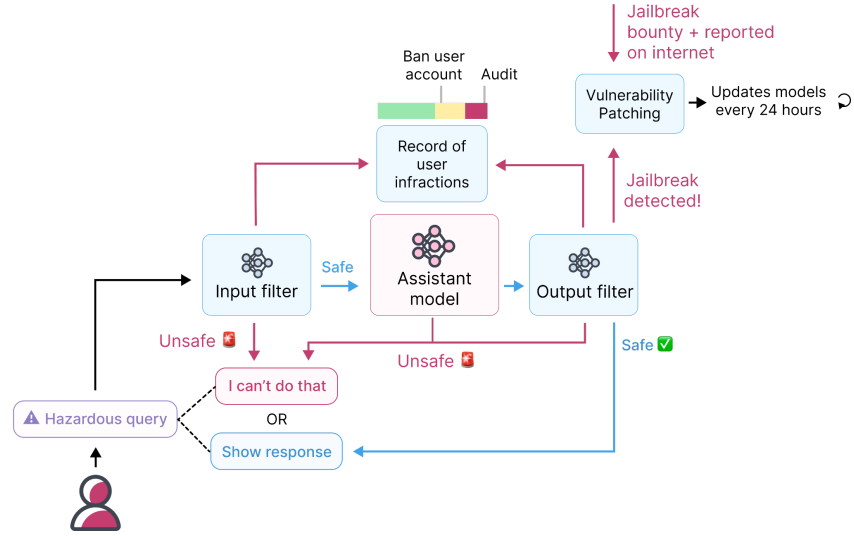 Jailbreak
bounty + reported
on internet
Ban user
account
Audit
Vulnerability
Patching
Updates models
every 24 hours
Record of
user
infractions
Jailbreak
detected!
Input filter
Safe
Assistant
model
Output filter
Unsafe
Unsafe
Safe
I can't do that
Hazardous query
OR
Show response